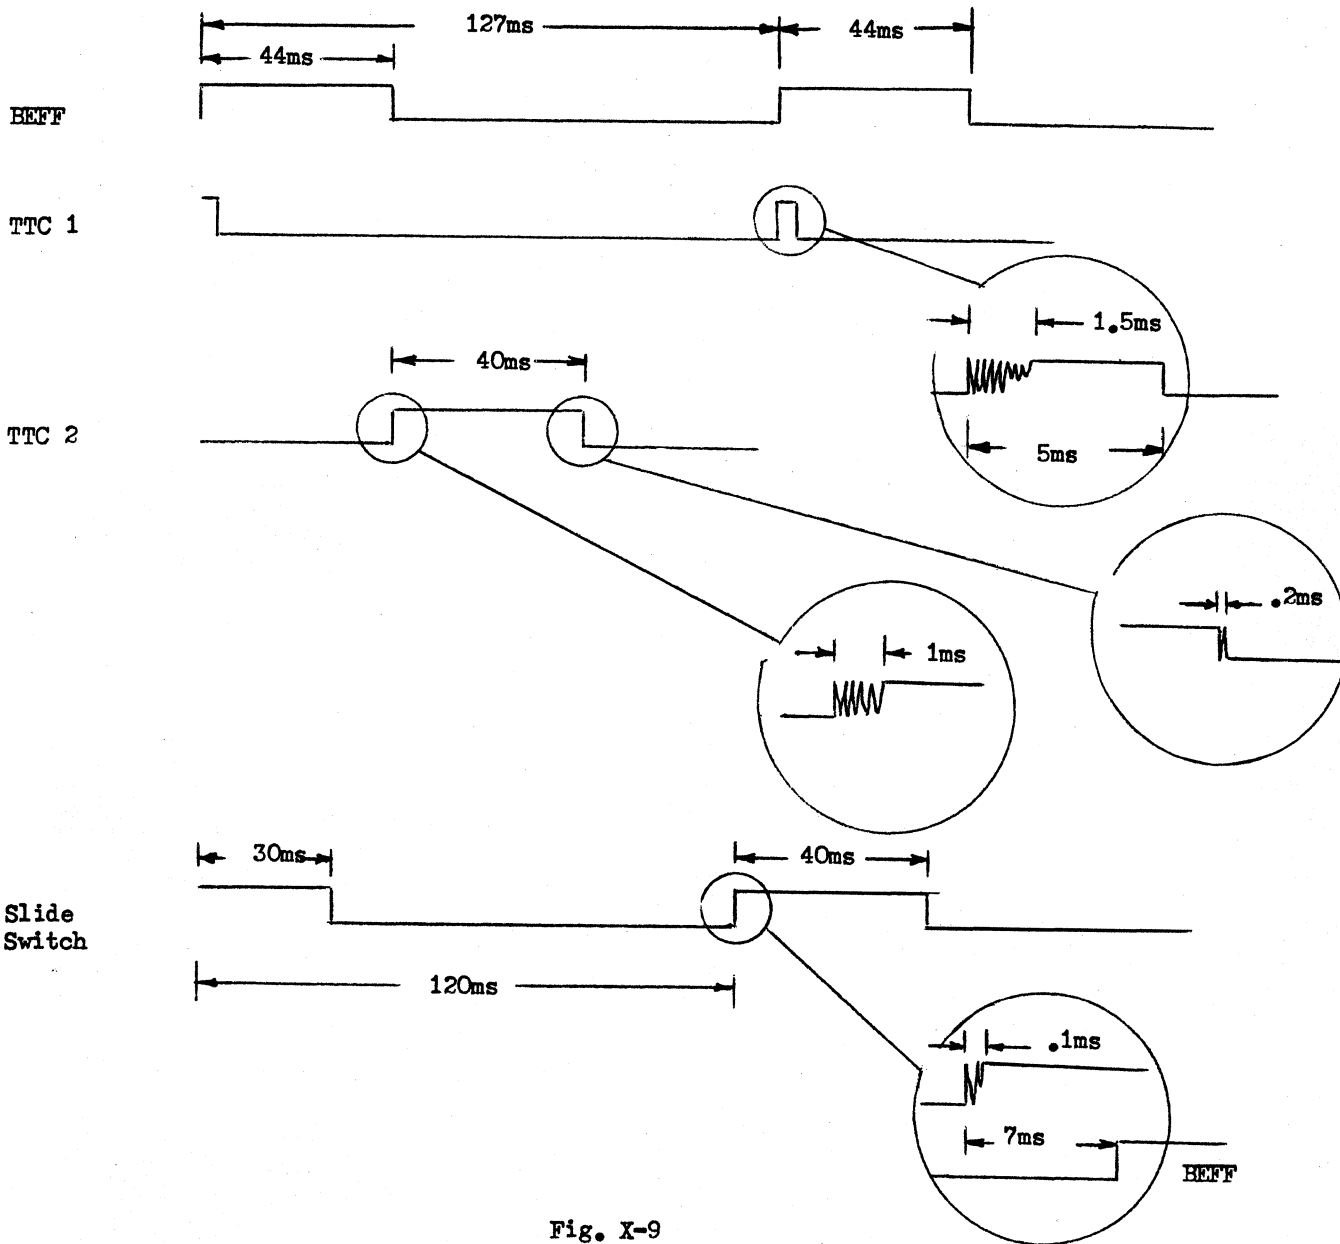 127ms
44ms
44ms
BEFF
TTC 1
1.5ms
40ms
TTC 2
5ms
.2ms
1ms
30ms
40ms
Slide
Switch
120ms
.1ms
7ms
BEFF
Fig. X-9